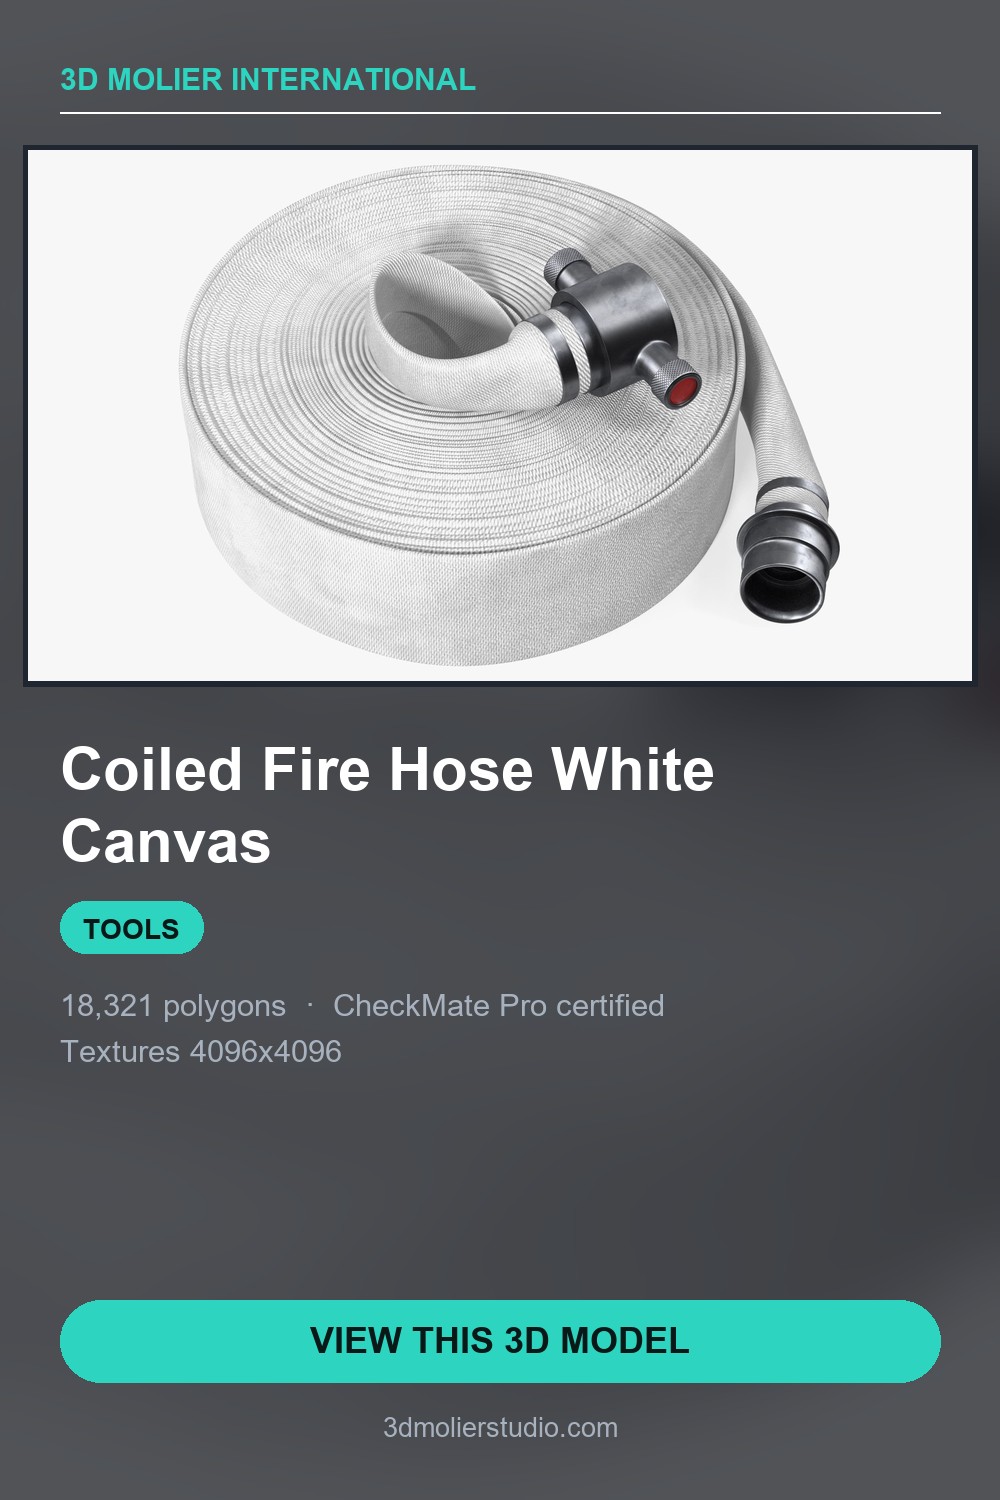 3D MOLIER INTERNATIONAL
Coiled Fire Hose White
Canvas
TOOLS
18,321 polygons · CheckMate Pro certified
Textures 4096x4096
VIEW THIS 3D MODEL
3dmolierstudio.com